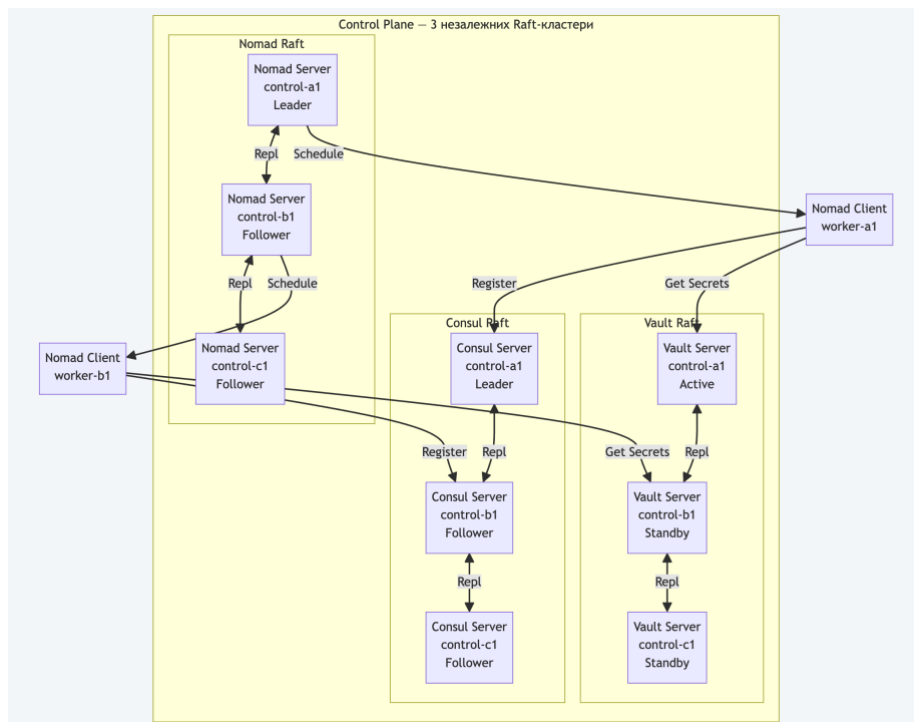 Control Plane — 3 незалежних Raft-кластери
Nomad Raft
Nomad Server
control-a1
Leader
Repl
Schedule
Nomad Server
control-b1
Follower
Nomad Client
worker-a1
Repl
Schedule
Register
Get Secrets
Nomad Client
worker-b1
Nomad Server
control-c1
Follower
Consul Raft
Consul Server
control-a1
Leader
Vault Raft
Vault Server
control-a1
Active
Register
Repl
Get Secrets
Repl
Consul Server
control-b1
Follower
Vault Server
control-b1
Standby
Repl
Repl
Consul Server
control-c1
Follower
Vault Server
control-c1
Standby